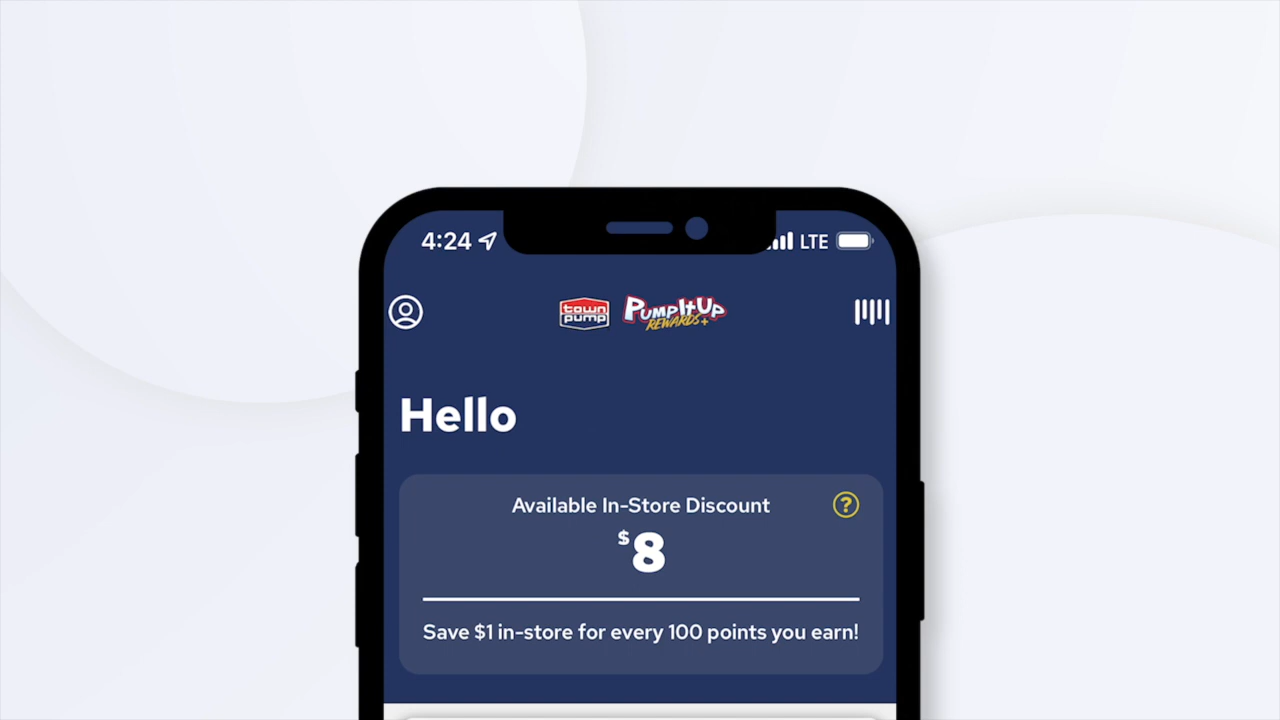 4:24 LTE
town pump PumpItUp
REWARDS+
Hello
Available In-Store Discount ?
$8
Save $1 in-store for every 100 points you earn!